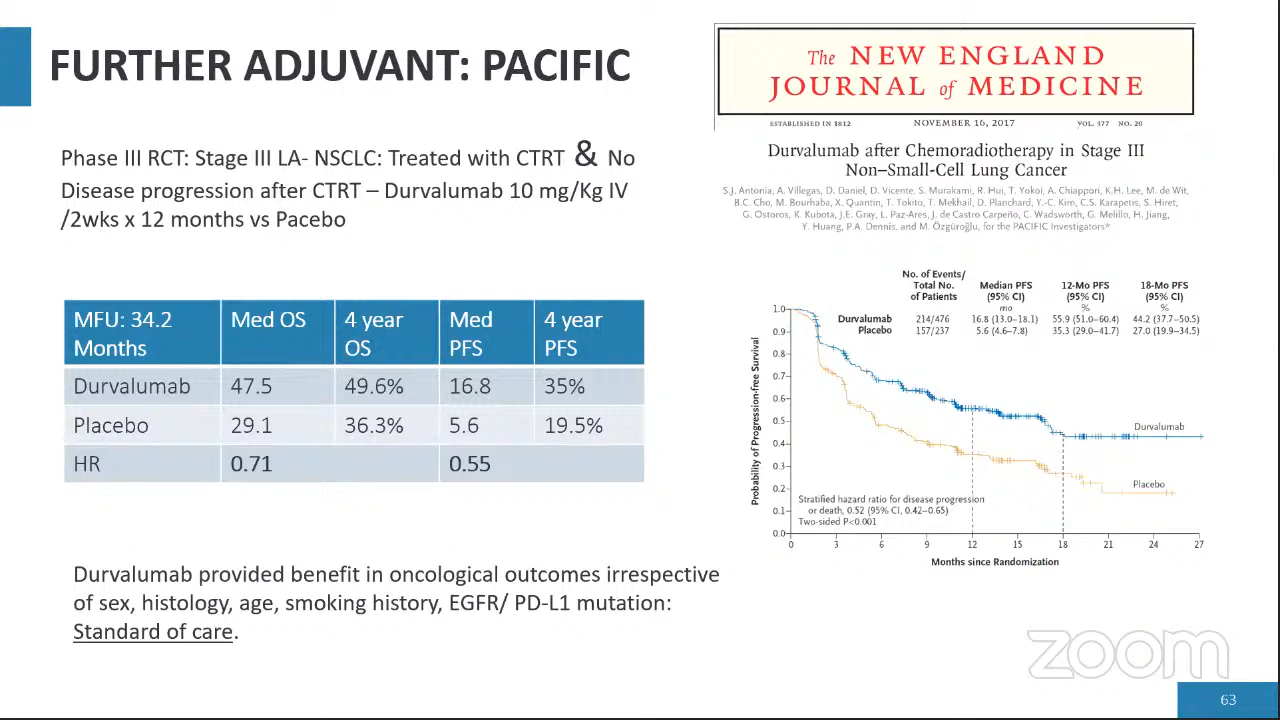 FURTHER ADJUVANT: PACIFIC
Phase III RCT: Stage III LA- NSCLC: Treated with CTRT & No
Disease progression after CTRT – Durvalumab 10 mg/Kg IV
/2wks x 12 months vs Pacebo
MFU: 34.2 Months | Med OS | 4 year OS | Med PFS | 4 year PFS
Durvalumab | 47.5 | 49.6% | 16.8 | 35%
Placebo | 29.1 | 36.3% | 5.6 | 19.5%
HR | 0.71 | 0.55
Durvalumab provided benefit in oncological outcomes irrespective
of sex, histology, age, smoking history, EGFR/ PD-L1 mutation:
Standard of care.
The NEW ENGLAND
JOURNAL of MEDICINE
ESTABLISHED IN 1812 NOVEMBER 16, 2017 VOL. 377 NO. 20
Durvalumab after Chemoradiotherapy in Stage III
Non–Small-Cell Lung Cancer
S.J. Antonia, A. Villegas, D. Daniel, D. Vicente, S. Murakami, R. Hui, T. Yokoi, A. Chiappori, K.H. Lee, M. de Wit,
B.C. Cho, M. Bourhaba, X. Quantin, T. Tokito, T. Mekhail, D. Planchard, Y.-C. Kim, C.S. Karapetis, S. Hiret,
G. Ostoros, K. Kubota, J.E. Gray, L. Paz-Ares, J. de Castro Carpeño, C. Wadsworth, G. Melillo, H. Jiang,
Y. Huang, P.A. Dennis, and M. Özgüroğlu, for the PACIFIC Investigators*
No. of Events/
Total No. Median PFS 12-Mo PFS 18-Mo PFS
of Patients (95% CI) (95% CI) (95% CI)
mo % %
Durvalumab 214/476 16.8 (13.0–18.1) 55.9 (51.0–60.4) 44.2 (37.7–50.5)
Placebo 157/237 5.6 (4.6–7.8) 35.3 (29.0–41.7) 27.0 (19.9–34.5)
Probability of Progression-free Survival
1.0
0.9
0.8
0.7
0.6
0.5
0.4
0.3
0.2
0.1
0.0
Durvalumab
Placebo
Stratified hazard ratio for disease progression
or death, 0.52 (95% CI, 0.42–0.65)
Two-sided P<0.001
0 3 6 9 12 15 18 21 24 27
Months since Randomization
zoom
63